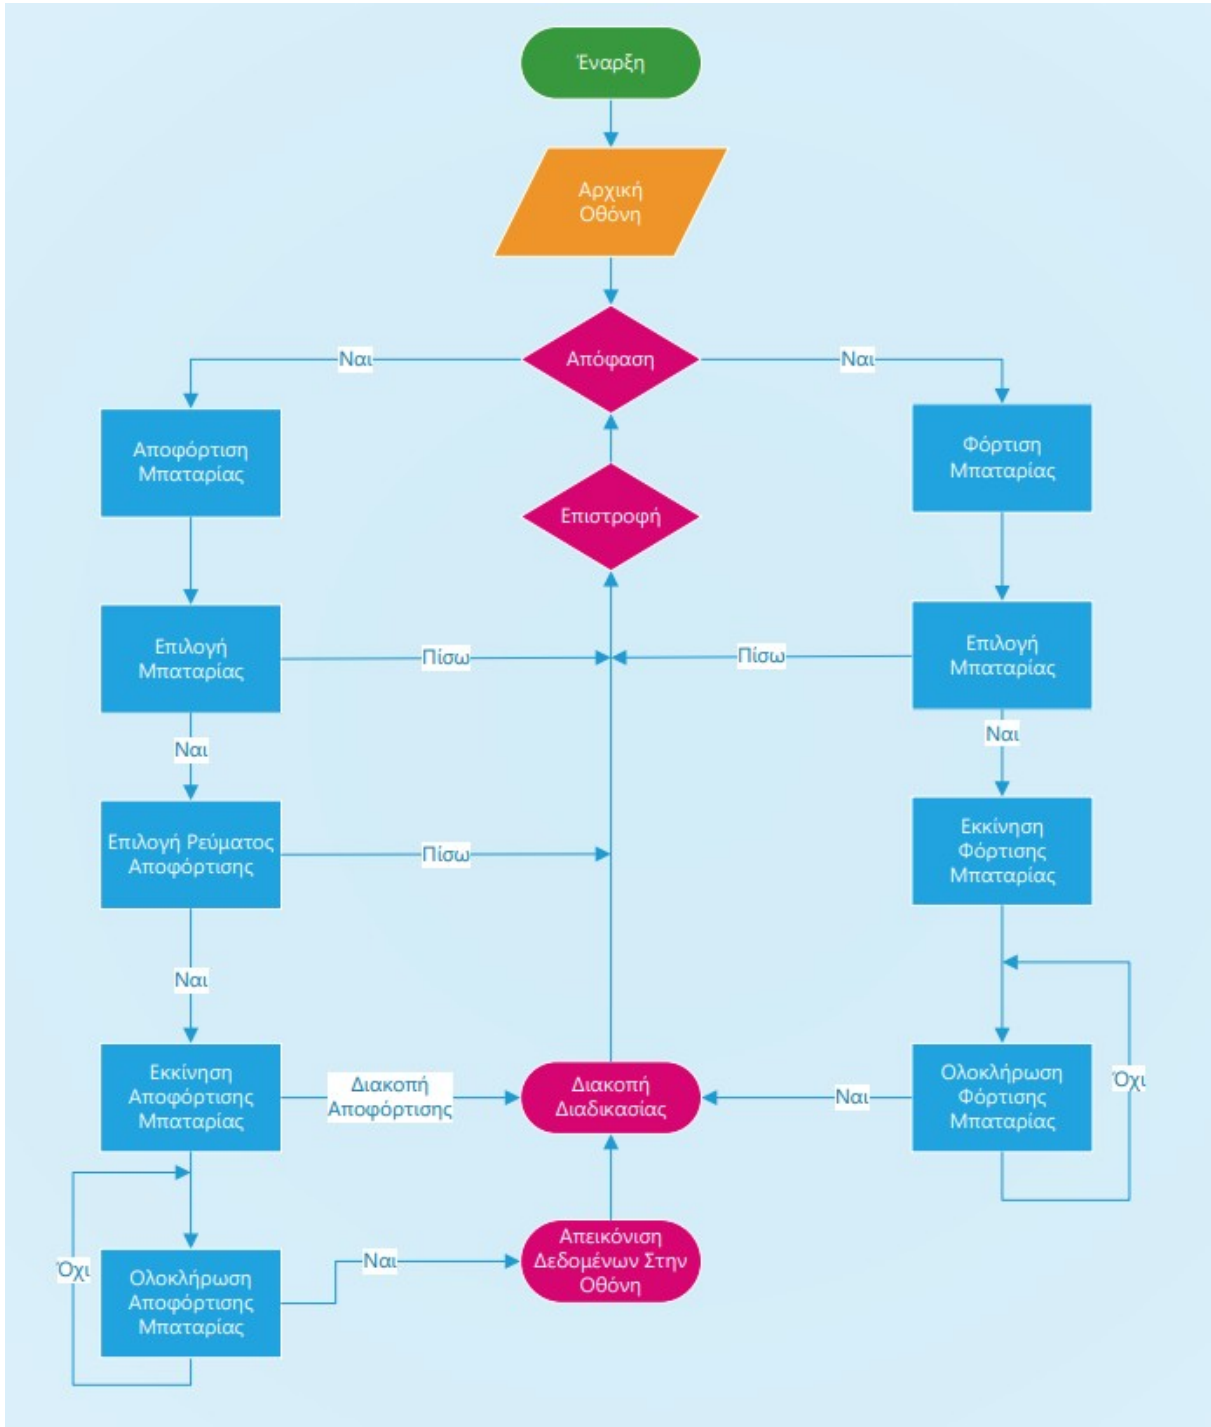 Έναρξη
Αρχική
Οθόνη
Απόφαση
Ναι
Ναι
Αποφόρτιση
Μπαταρίας
Φόρτιση
Μπαταρίας
Επιστροφή
Επιλογή
Μπαταρίας
Πίσω
Πίσω
Επιλογή
Μπαταρίας
Ναι
Ναι
Επιλογή Ρεύματος
Αποφόρτισης
Πίσω
Εκκίνηση
Φόρτισης
Μπαταρίας
Ναι
Εκκίνηση
Αποφόρτισης
Μπαταρίας
Διακοπή
Αποφόρτισης
Διακοπή
Διαδικασίας
Ναι
Ολοκλήρωση
Φόρτισης
Μπαταρίας
Όχι
Όχι
Ολοκλήρωση
Αποφόρτισης
Μπαταρίας
Ναι
Απεικόνιση
Δεδομένων Στην
Οθόνη